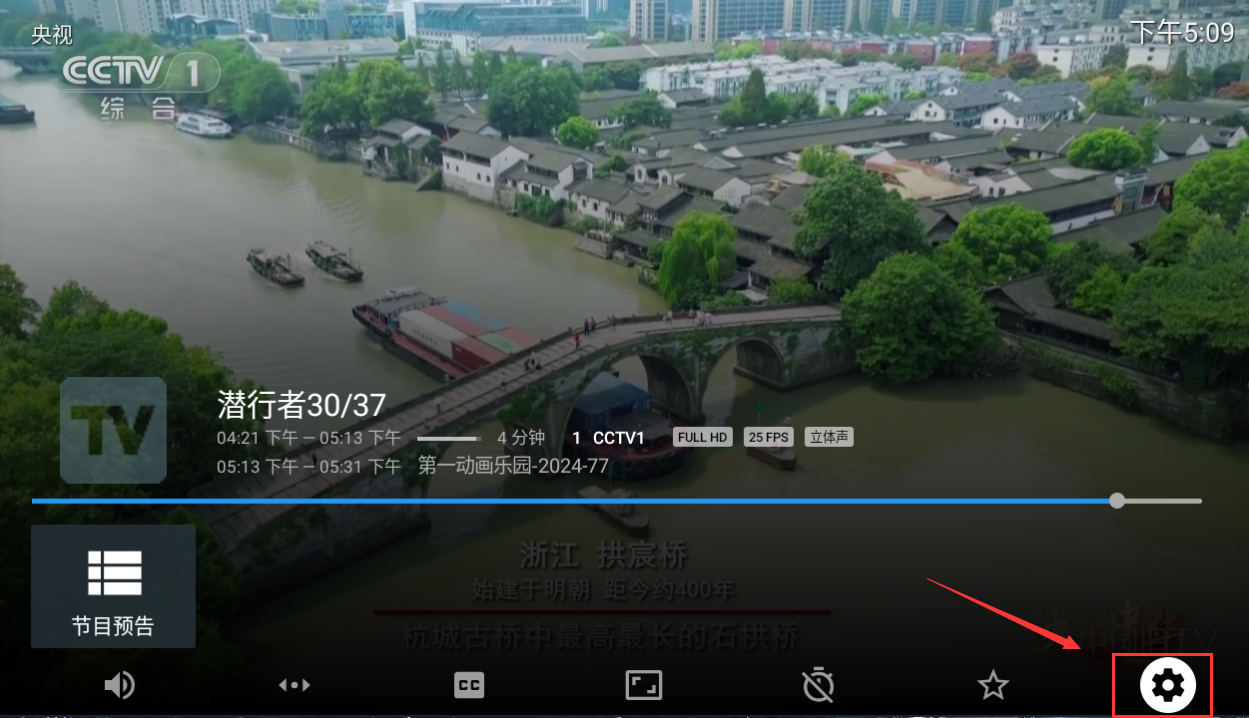 央视
下午5:09
CCTV 1
综 合
TV
潜行者30/37
04:21 下午 – 05:13 下午 4 分钟 1 CCTV1 FULL HD 25 FPS 立体声
05:13 下午 – 05:31 下午 第一动画乐园-2024-77
浙江 拱宸桥
始建于明朝 距今约400年
杭城古桥中最高最长的石拱桥
节目预告
CC